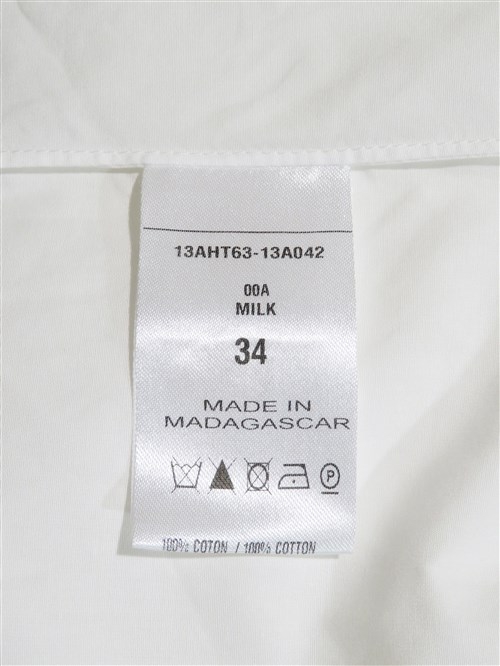 13AHT63-13A042
00A
MILK
34
MADE IN
MADAGASCAR
P
100% COTON / 100% COTTON